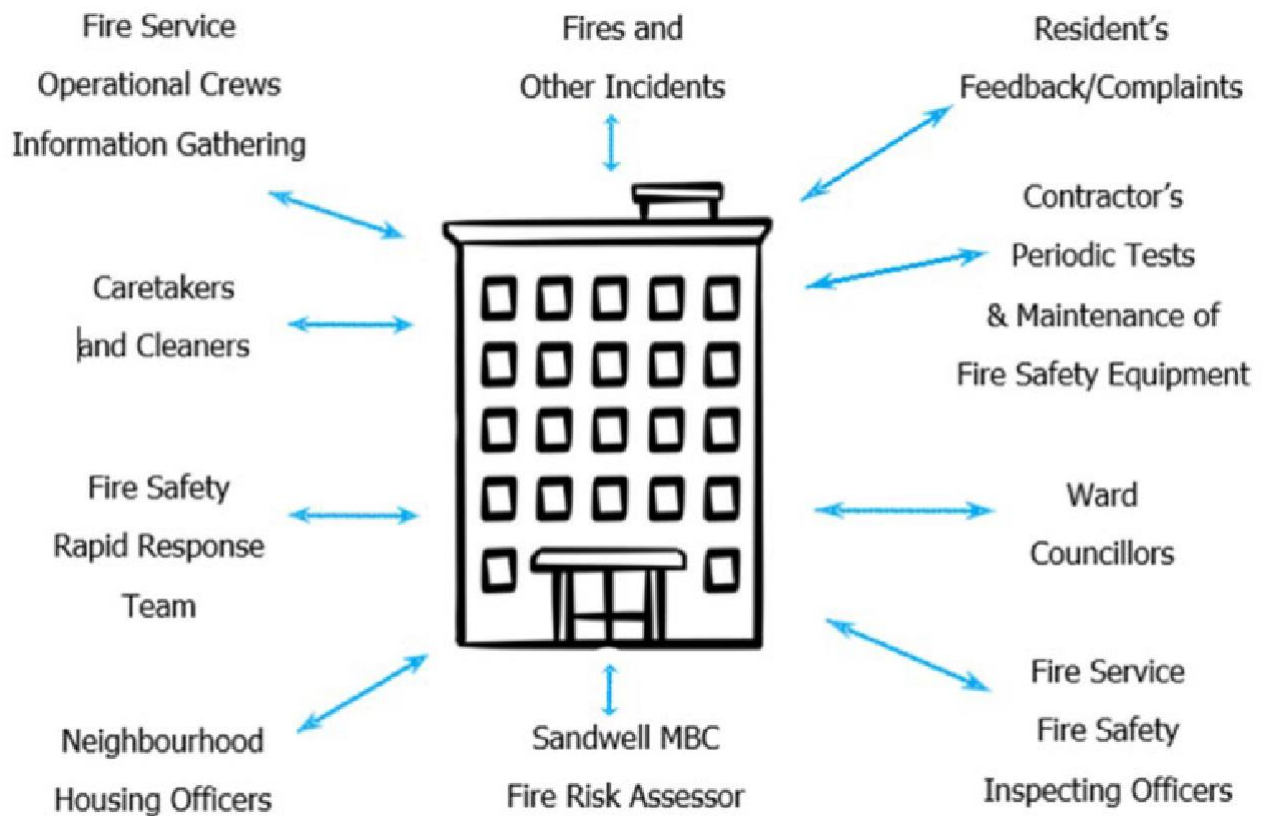 Fire Service
Operational Crews
Information Gathering
Fires and
Other Incidents
Resident's
Feedback/Complaints
Contractor's
Periodic Tests
& Maintenance of
Fire Safety Equipment
Caretakers
and Cleaners
Fire Safety
Rapid Response
Team
Ward
Councillors
Neighbourhood
Housing Officers
Sandwell MBC
Fire Risk Assessor
Fire Service
Fire Safety
Inspecting Officers